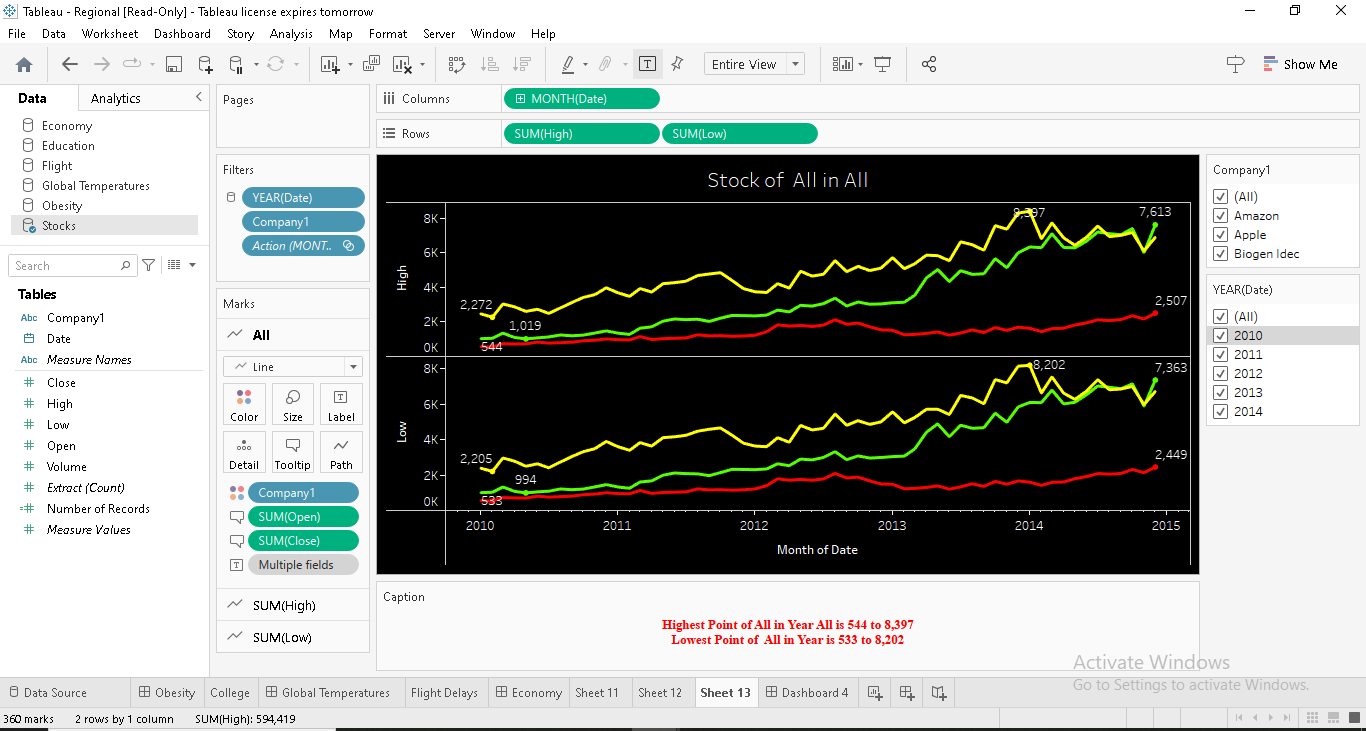 Tableau - Regional [Read-Only] - Tableau license expires tomorrow
File Data Worksheet Dashboard Story Analysis Map Format Server Window Help
Entire View
Show Me
Data Analytics
Economy
Education
Flight
Global Temperatures
Obesity
Stocks
Search
Tables
Abc Company1
Date
Abc Measure Names
Close
High
Low
Open
Volume
Extract (Count)
Number of Records
Measure Values
Pages
Filters
YEAR(Date)
Company1
Action (MONT..
Marks
All
Line
Color Size Label
Detail Tooltip Path
Company1
SUM(Open)
SUM(Close)
Multiple fields
SUM(High)
SUM(Low)
Columns MONTH(Date)
Rows SUM(High) SUM(Low)
Stock of All in All
High
8K
6K
4K
2K
0K
2,272
1,019
544
8,397
7,613
2,507
Low
8K
6K
4K
2K
0K
2,205
994
533
8,202
7,363
2,449
2010 2011 2012 2013 2014 2015
Month of Date
Caption
Highest Point of All in Year All is 544 to 8,397
Lowest Point of All in Year is 533 to 8,202
Company1
(All)
Amazon
Apple
Biogen Idec
YEAR(Date)
(All)
2010
2011
2012
2013
2014
Activate Windows
Go to Settings to activate Windows.
Data Source Obesity College Global Temperatures Flight Delays Economy Sheet 11 Sheet 12 Sheet 13 Dashboard 4
360 marks 2 rows by 1 column SUM(High): 594,419